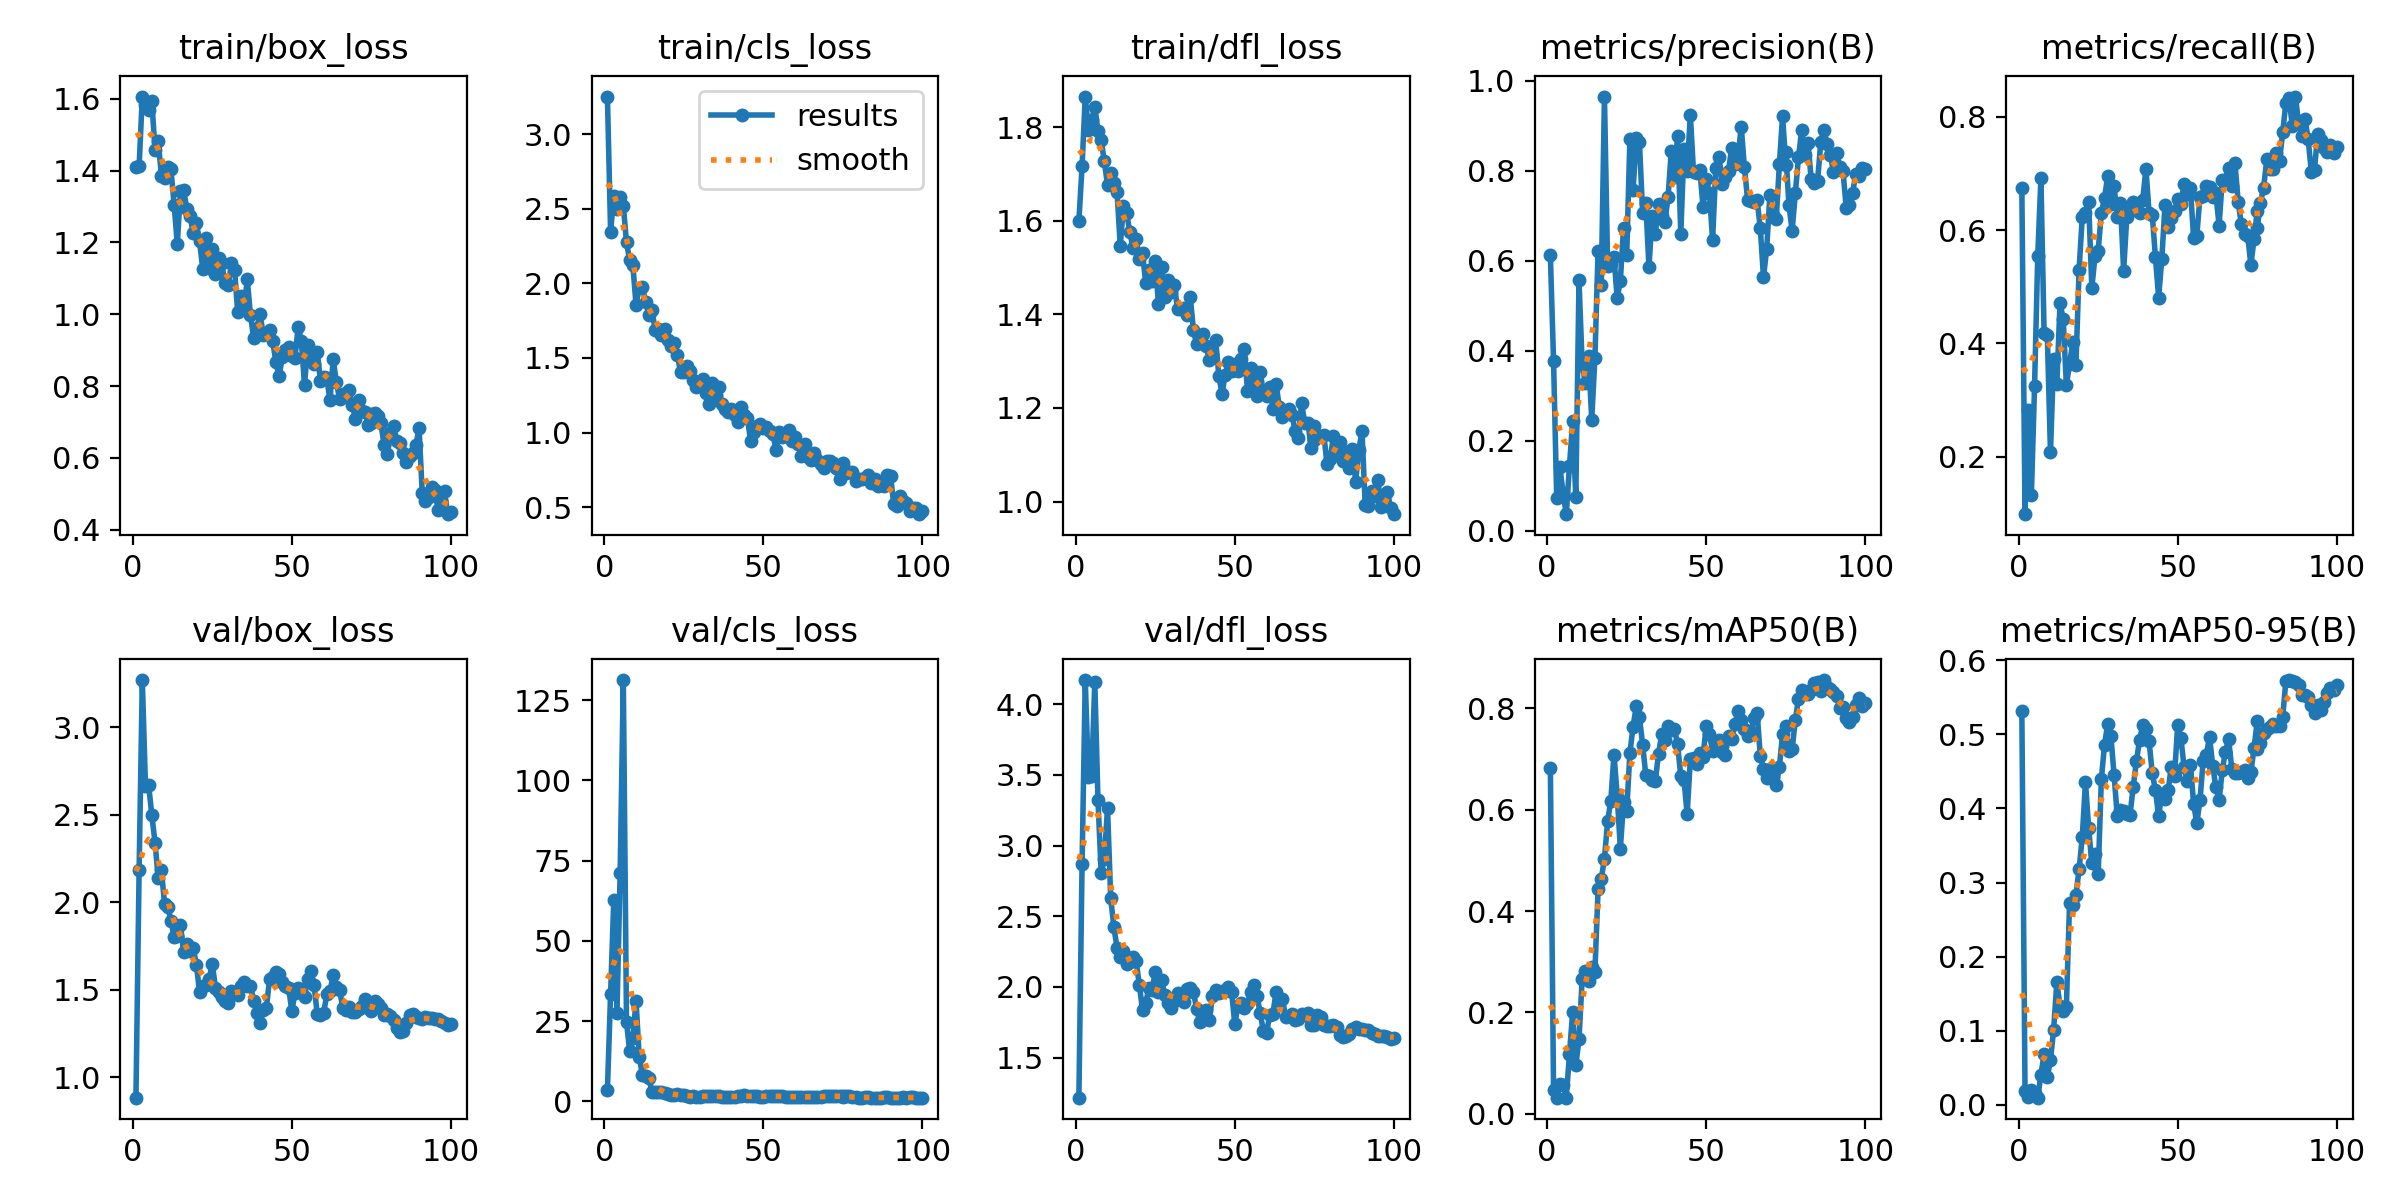 train/box_loss
1.6
1.4
1.2
1.0
0.8
0.6
0.4
0 50 100
train/cls_loss
results
smooth
3.0
2.5
2.0
1.5
1.0
0.5
0 50 100
train/dfl_loss
1.8
1.6
1.4
1.2
1.0
0 50 100
metrics/precision(B)
1.0
0.8
0.6
0.4
0.2
0.0
0 50 100
metrics/recall(B)
0.8
0.6
0.4
0.2
0 50 100
val/box_loss
3.0
2.5
2.0
1.5
1.0
0 50 100
val/cls_loss
125
100
75
50
25
0
0 50 100
val/dfl_loss
4.0
3.5
3.0
2.5
2.0
1.5
0 50 100
metrics/mAP50(B)
0.8
0.6
0.4
0.2
0.0
0 50 100
metrics/mAP50-95(B)
0.6
0.5
0.4
0.3
0.2
0.1
0.0
0 50 100